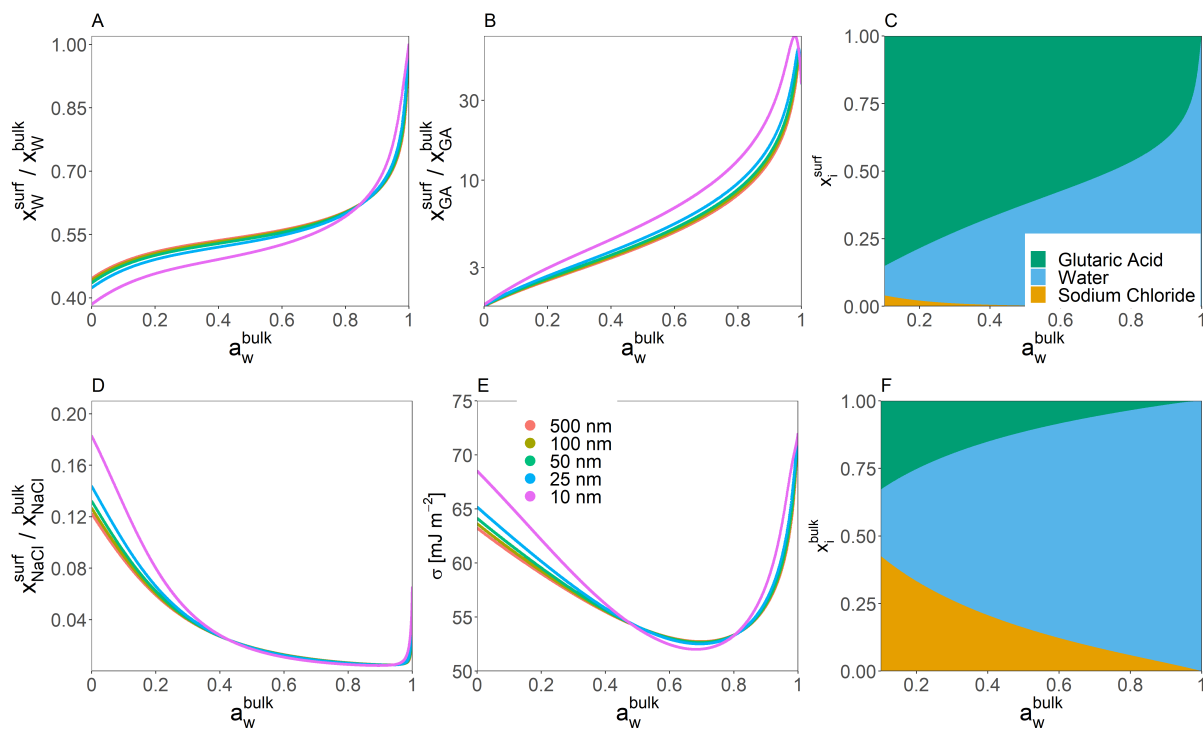 A
1.00
0.85
0.70
0.55
0.40
x_W^surf / x_W^bulk
0 0.2 0.4 0.6 0.8 1
a_w^bulk
B
30
10
3
x_GA^surf / x_GA^bulk
0 0.2 0.4 0.6 0.8 1
a_w^bulk
C
1.00
0.75
0.50
0.25
0.00
x_i^surf
Glutaric Acid
Water
Sodium Chloride
0.2 0.4 0.6 0.8 1
a_w^bulk
D
0.20
0.16
0.12
0.08
0.04
x_NaCl^surf / x_NaCl^bulk
0 0.2 0.4 0.6 0.8 1
a_w^bulk
E
75
70
65
60
55
50
σ [mJ m⁻²]
500 nm
100 nm
50 nm
25 nm
10 nm
0 0.2 0.4 0.6 0.8 1
a_w^bulk
F
1.00
0.75
0.50
0.25
0.00
x_i^bulk
0.2 0.4 0.6 0.8 1
a_w^bulk